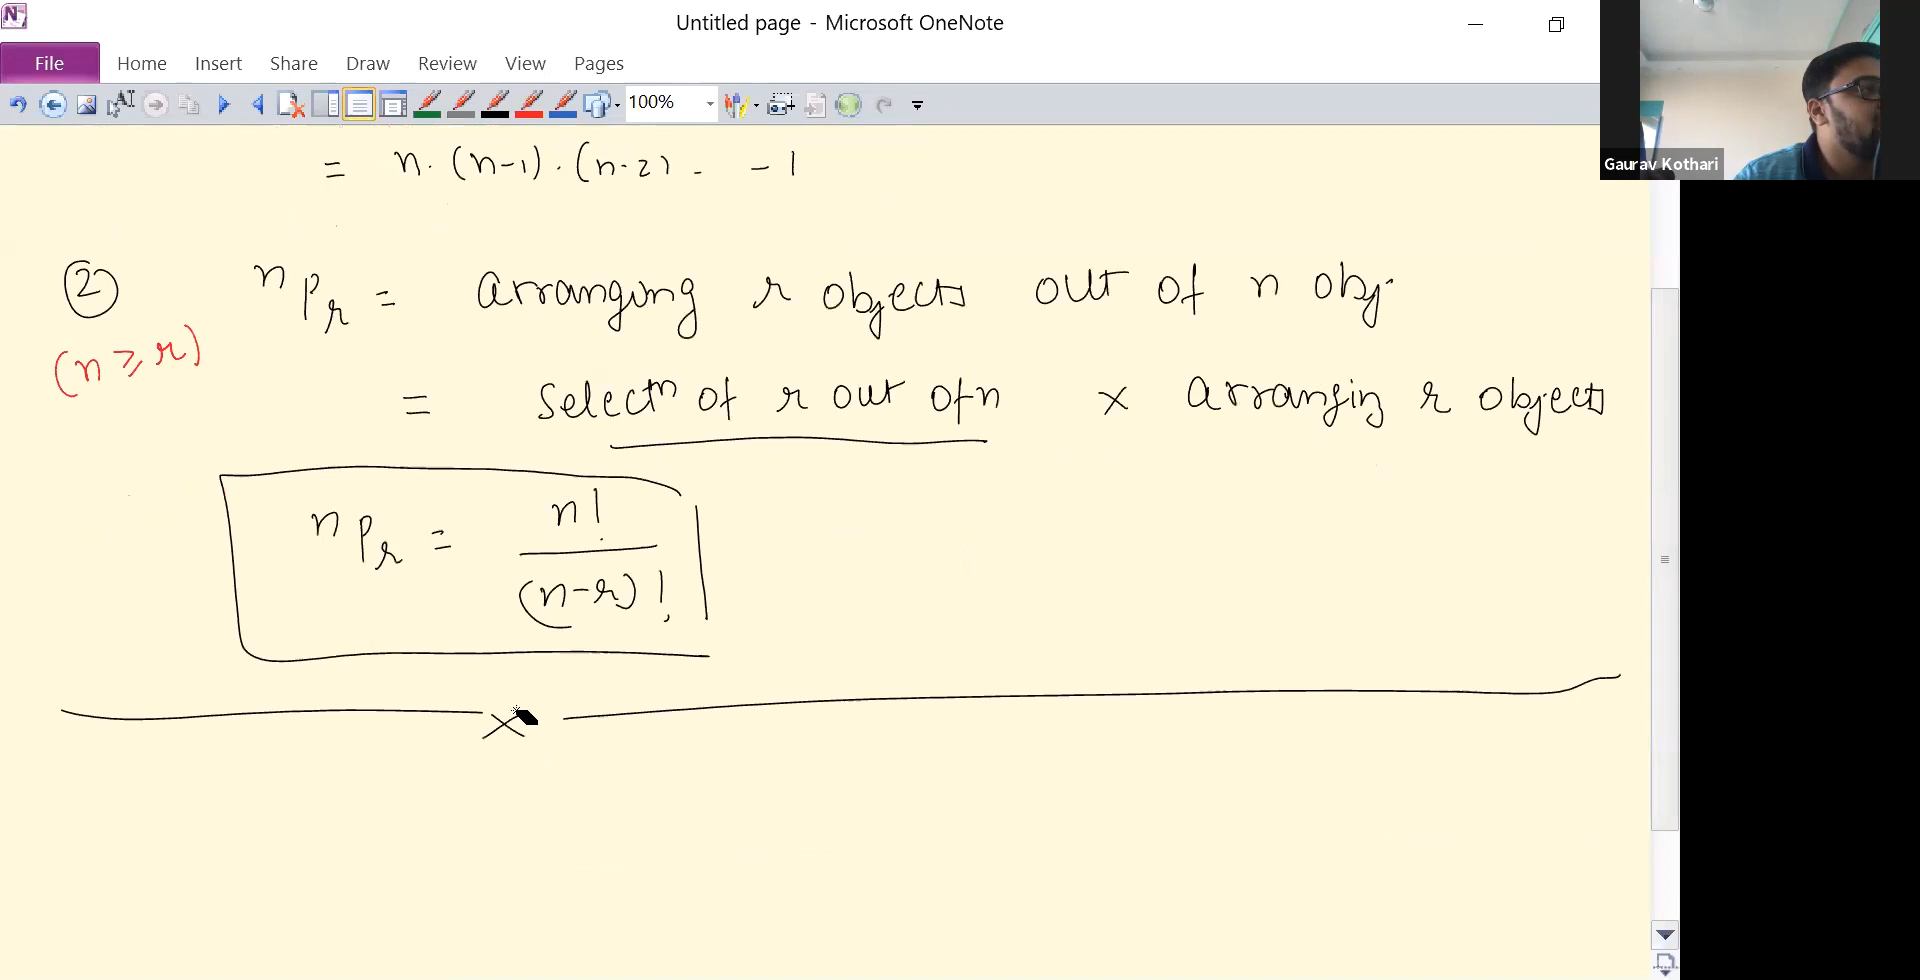 Untitled page - Microsoft OneNote
File Home Insert Share Draw Review View Pages
100%
Gaurav Kothari
= n. (n-1) . (n-2) - - 1
② nPr = arranging r objects out of n obj.
(n ≥ r)
= Selectn of r out of n × arranging r objects
nPr = n! / (n-r)!
×